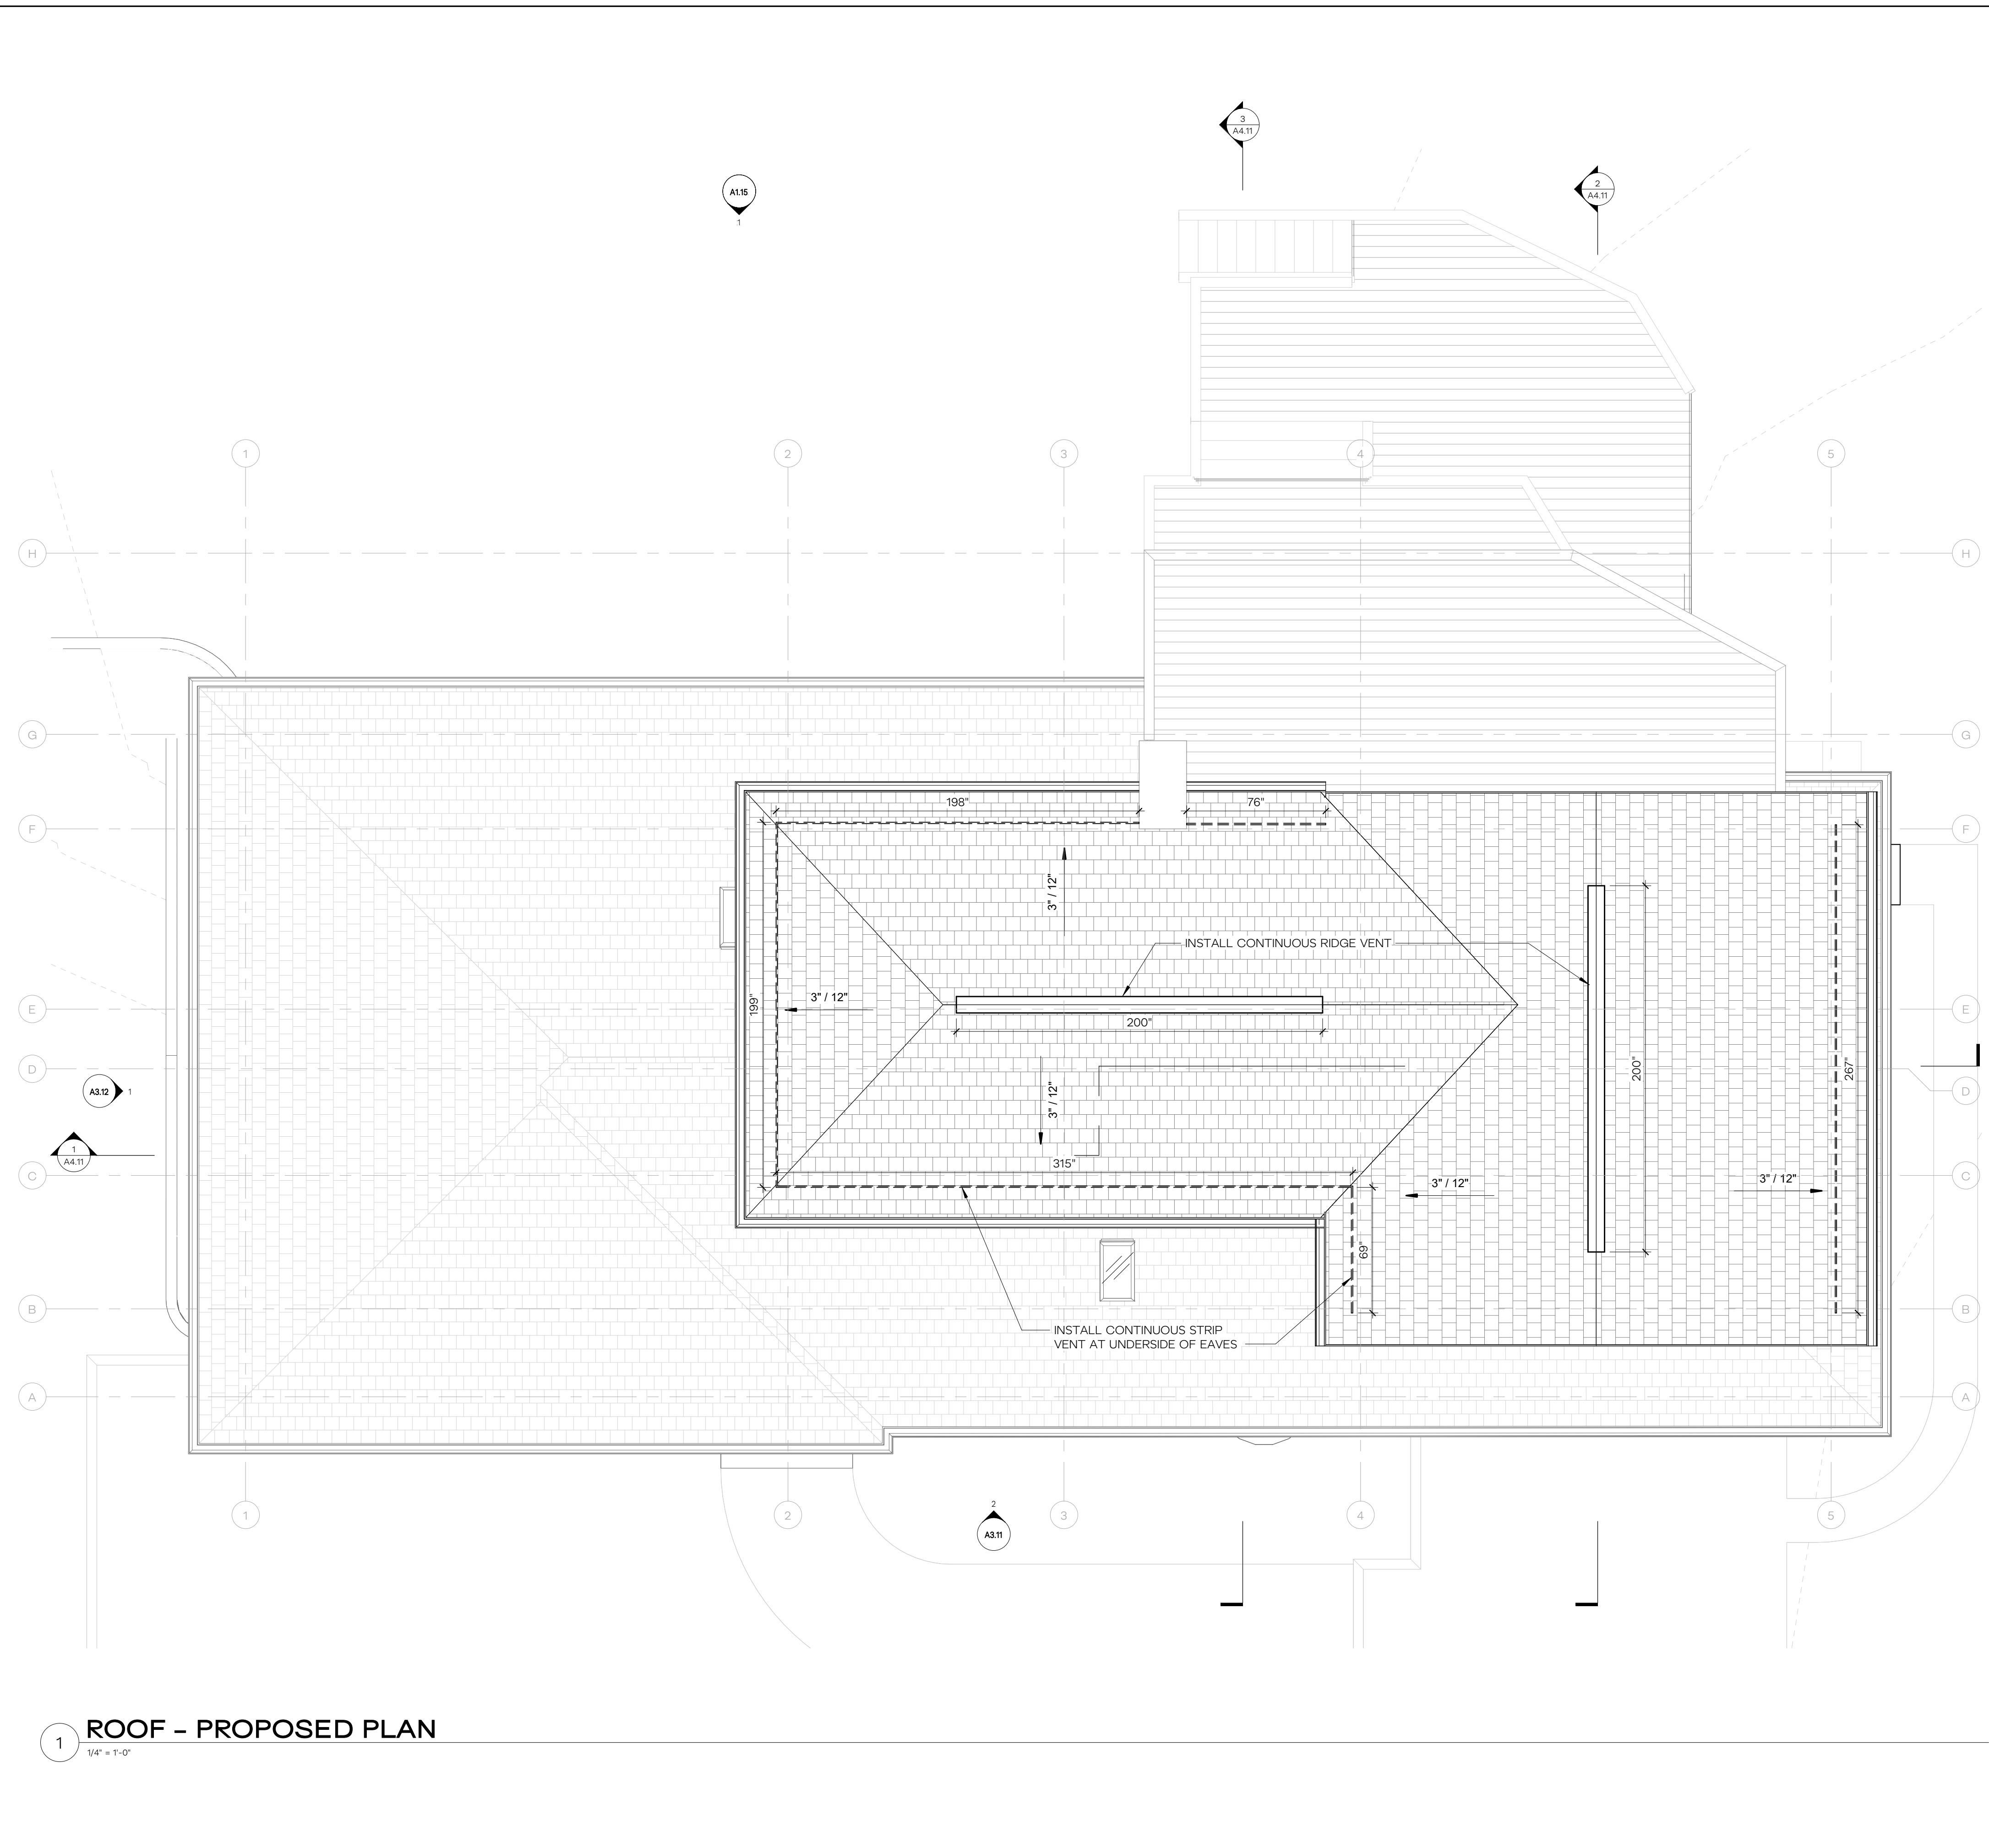 3
A4.11
2
A4.11
A1.15
1
1
2
3
4
5
H
H
G
G
198"
76"
F
F
3" / 12"
INSTALL CONTINUOUS RIDGE VENT
199"
3" / 12"
E
E
200"
D
200"
267"
3" / 12"
D
A3.12
1
1
A4.11
315"
C
3" / 12"
3" / 12"
C
69"
B
B
INSTALL CONTINUOUS STRIP
VENT AT UNDERSIDE OF EAVES
A
A
2
A3.11
1
2
3
4
5
1
ROOF - PROPOSED PLAN
1/4" = 1'-0"